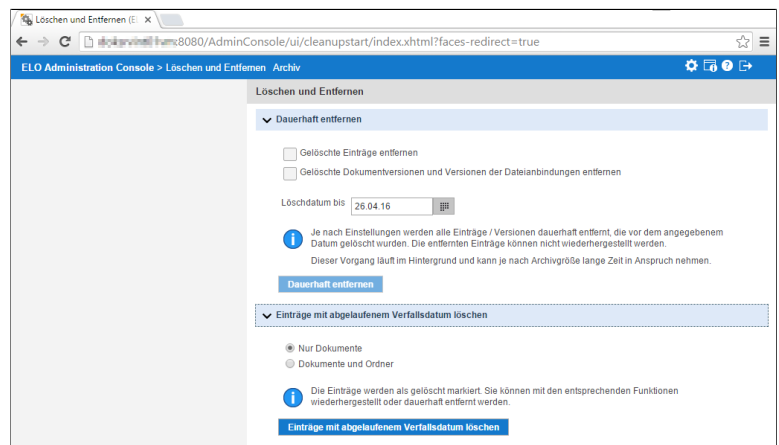 Löschen und Entfernen (El
:8080/AdminConsole/ui/cleanupstart/index.xhtml?faces-redirect=true
ELO Administration Console > Löschen und Entfernen Archiv
Löschen und Entfernen
Dauerhaft entfernen
Gelöschte Einträge entfernen
Gelöschte Dokumentversionen und Versionen der Dateianbindungen entfernen
Löschdatum bis 26.04.16
Je nach Einstellungen werden alle Einträge / Versionen dauerhaft entfernt, die vor dem angegebenem
Datum gelöscht wurden. Die entfernten Einträge können nicht wiederhergestellt werden.
Dieser Vorgang läuft im Hintergrund und kann je nach Archivgröße lange Zeit in Anspruch nehmen.
Dauerhaft entfernen
Einträge mit abgelaufenem Verfallsdatum löschen
Nur Dokumente
Dokumente und Ordner
Die Einträge werden als gelöscht markiert. Sie können mit den entsprechenden Funktionen
wiederhergestellt oder dauerhaft entfernt werden.
Einträge mit abgelaufenem Verfallsdatum löschen